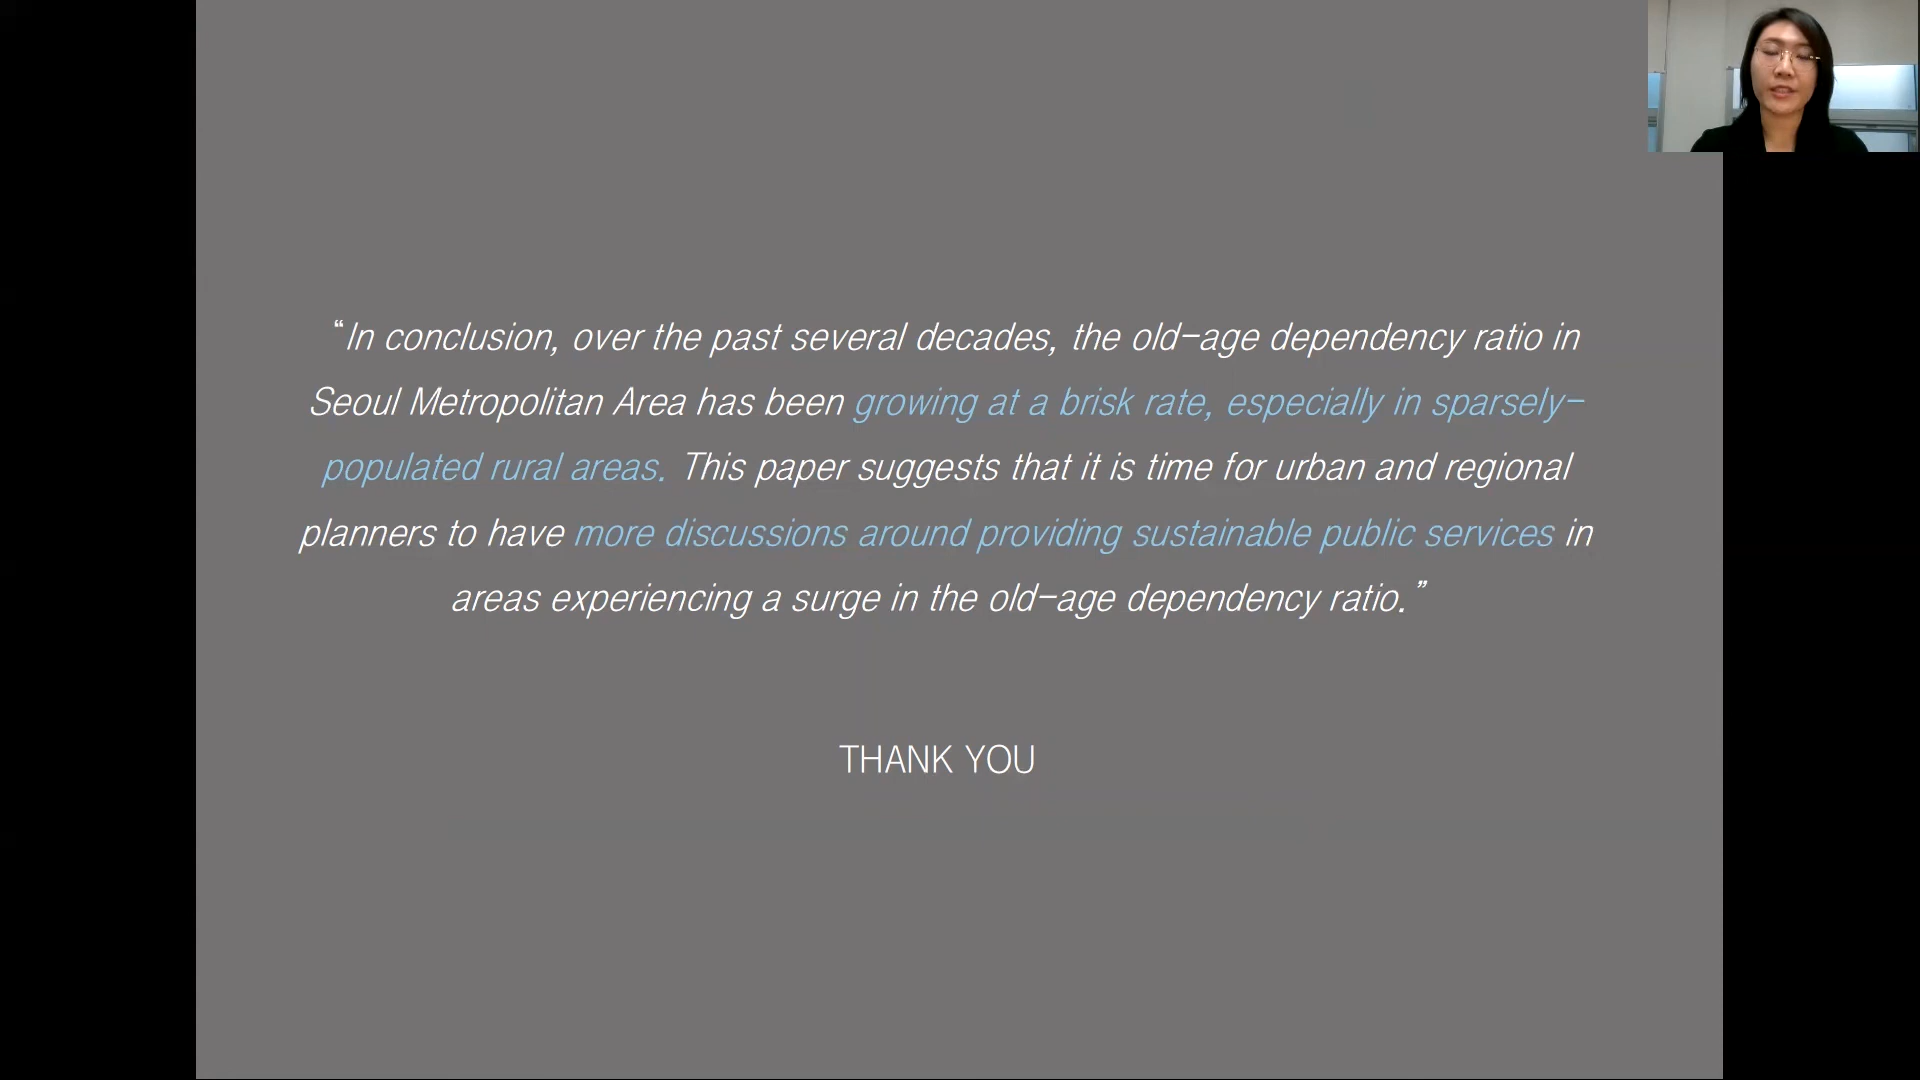 “In conclusion, over the past several decades, the old-age dependency ratio in
Seoul Metropolitan Area has been growing at a brisk rate, especially in sparsely-
populated rural areas. This paper suggests that it is time for urban and regional
planners to have more discussions around providing sustainable public services in
areas experiencing a surge in the old-age dependency ratio.”
THANK YOU